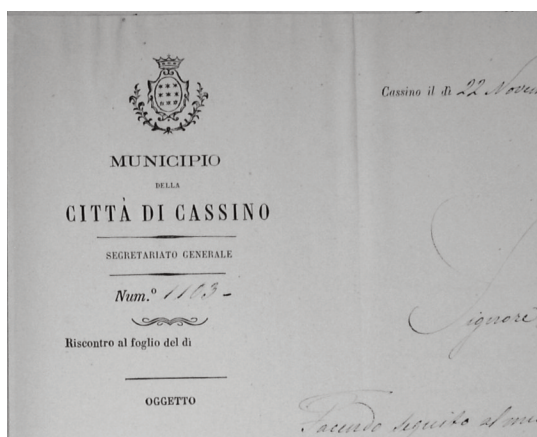 Cassino il dì 22
MUNICIPIO
DELLA
CITTÀ DI CASSINO
SEGRETARIATO GENERALE
Num.º 1103
Signore
Riscontro al foglio del dì
OGGETTO
Facendo seguito al